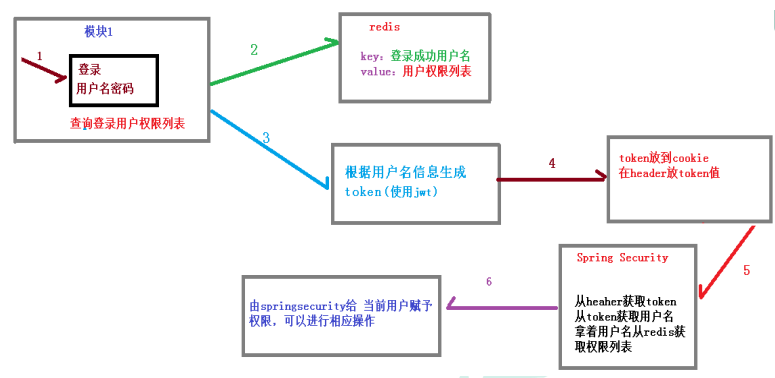 模块1
1
登录
用户名密码
查询登录用户权限列表
2
redis
key：登录成功用户名
value：用户权限列表
3
根据用户名信息生成
token(使用jwt)
4
token放到cookie
在header放token值
5
Spring Security
从heaher获取token
从token获取用户名
拿着用户名从redis获
取权限列表
6
由springsecurity给 当前用户赋予
权限，可以进行相应操作